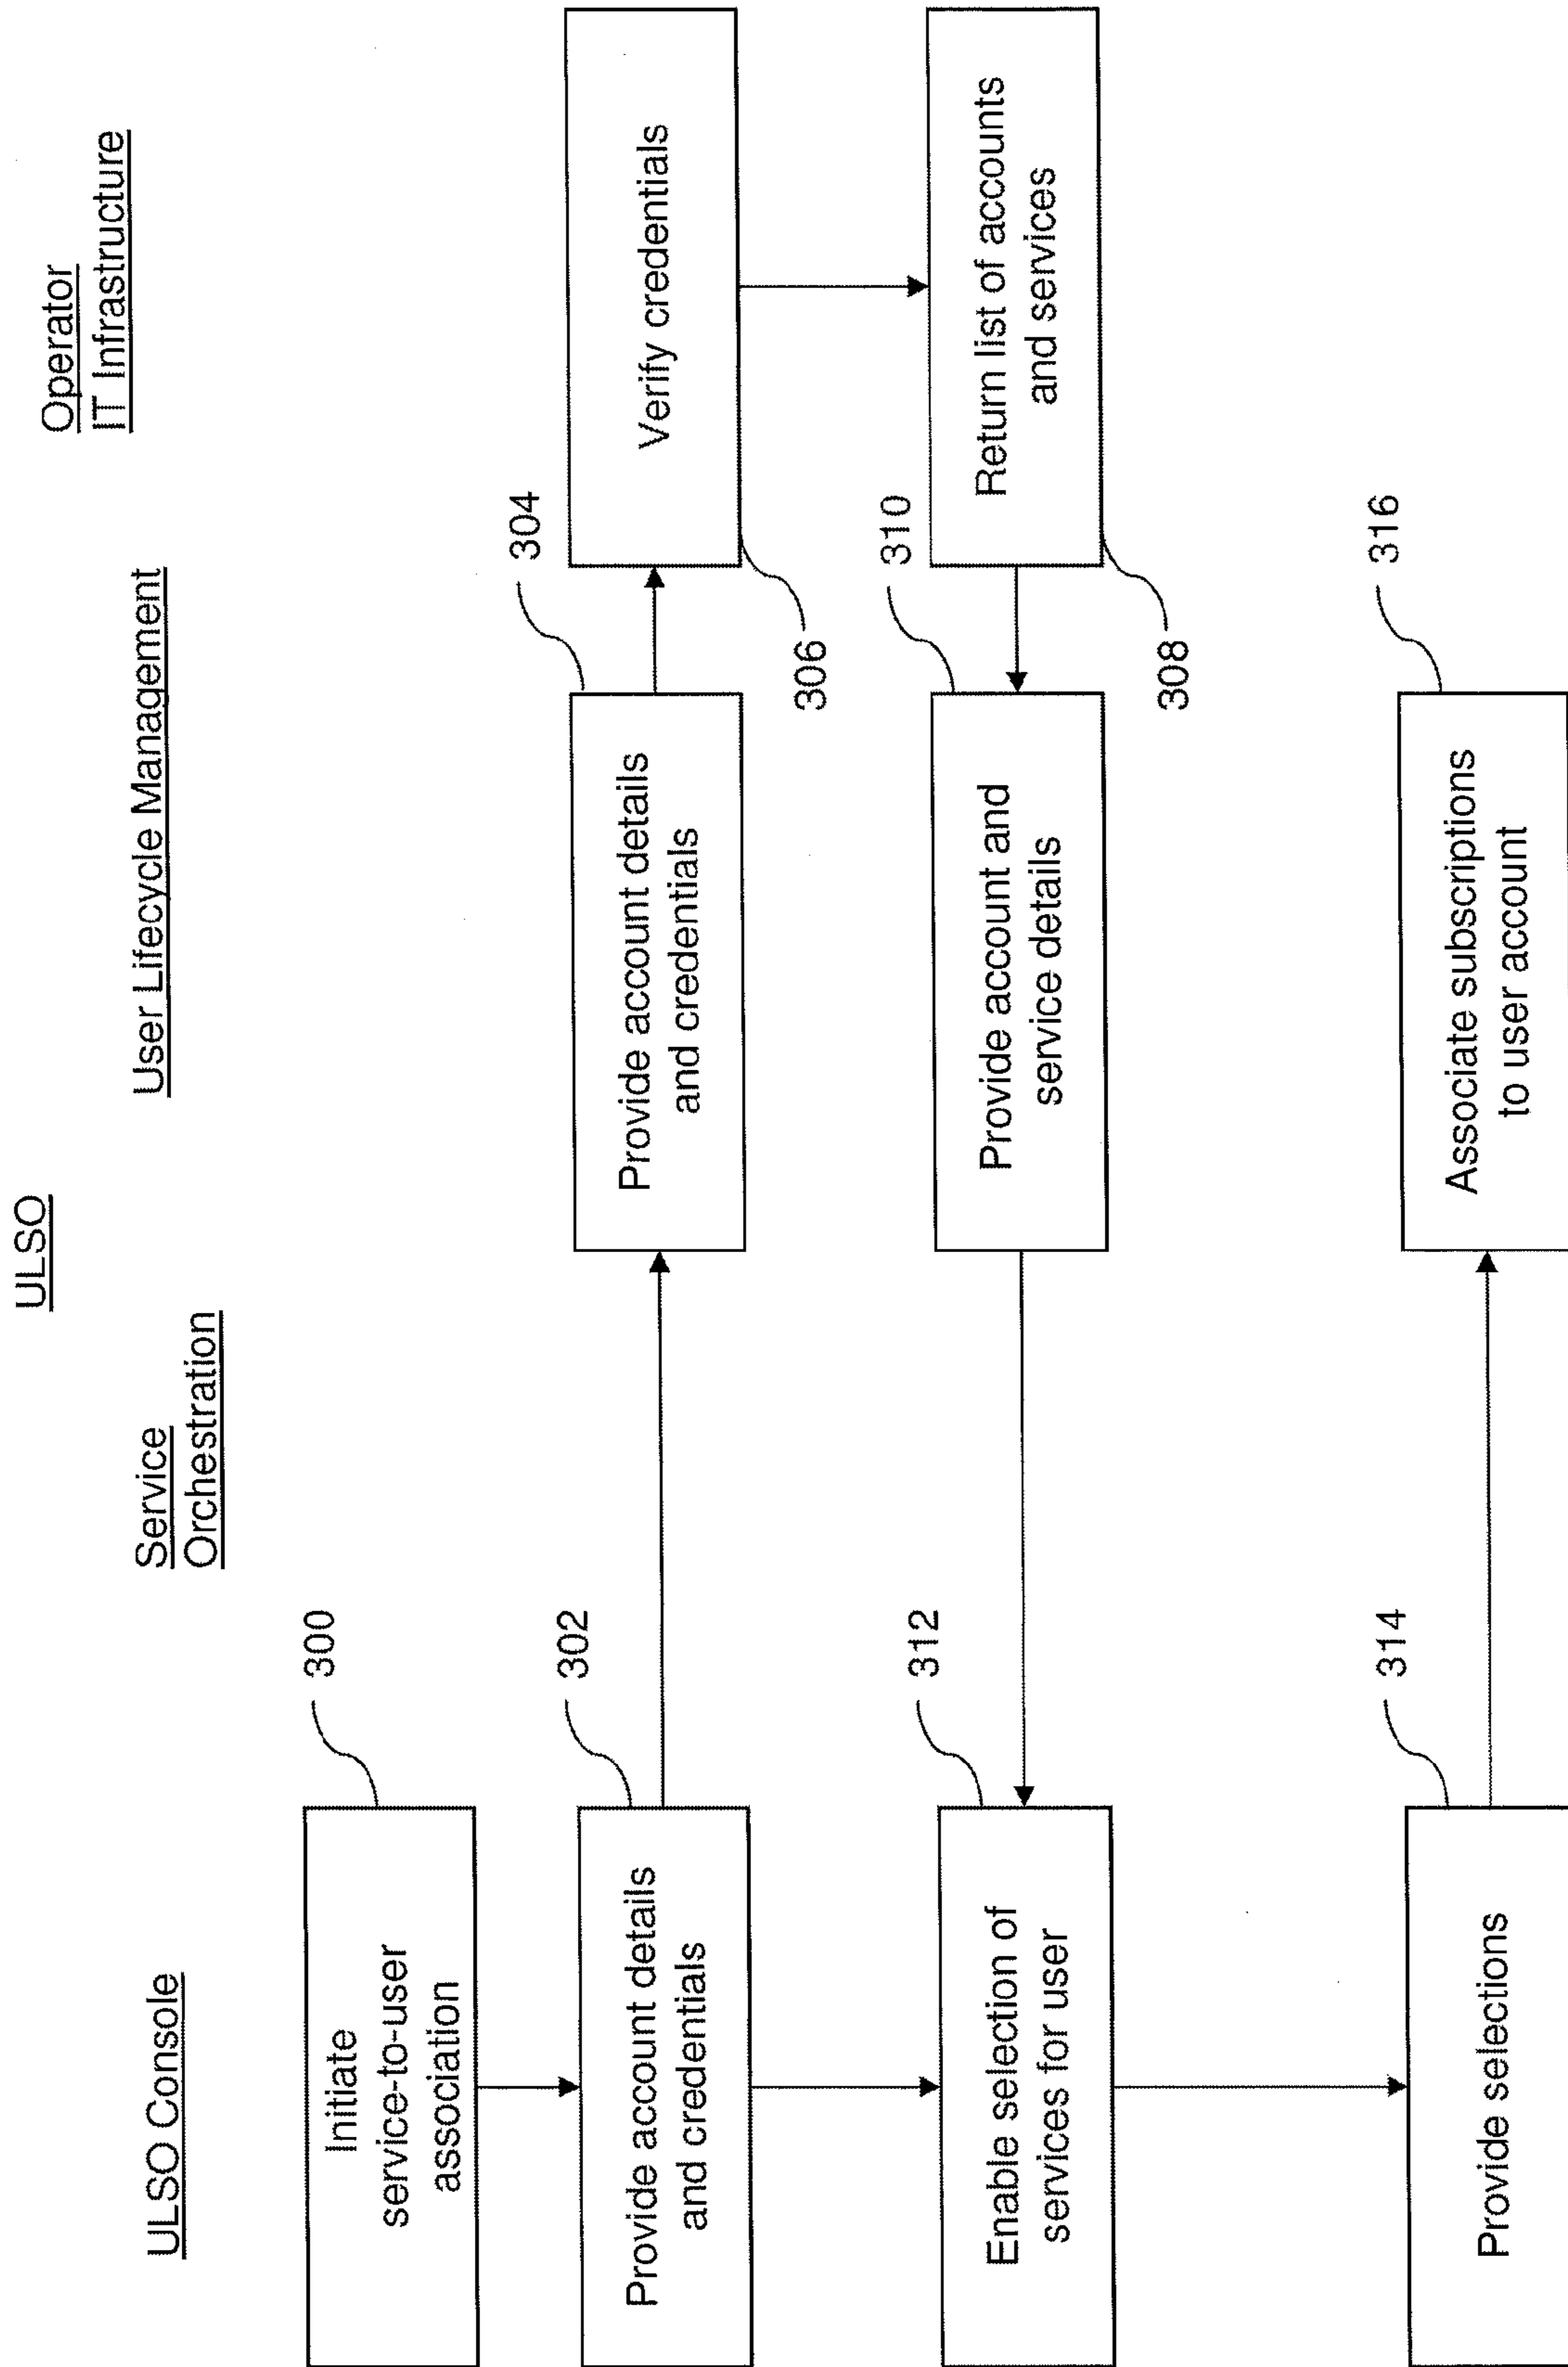 ULSO
ULSO Console
Service
Orchestration
User Lifecycle Management
Operator
IT Infrastructure
300
Initiate
service-to-user
association
302
Provide account details
and credentials
304
Provide account details
and credentials
306
Verify credentials
308
Return list of accounts
and services
310
Provide account and
service details
312
Enable selection of
services for user
314
Provide selections
316
Associate subscriptions
to user account